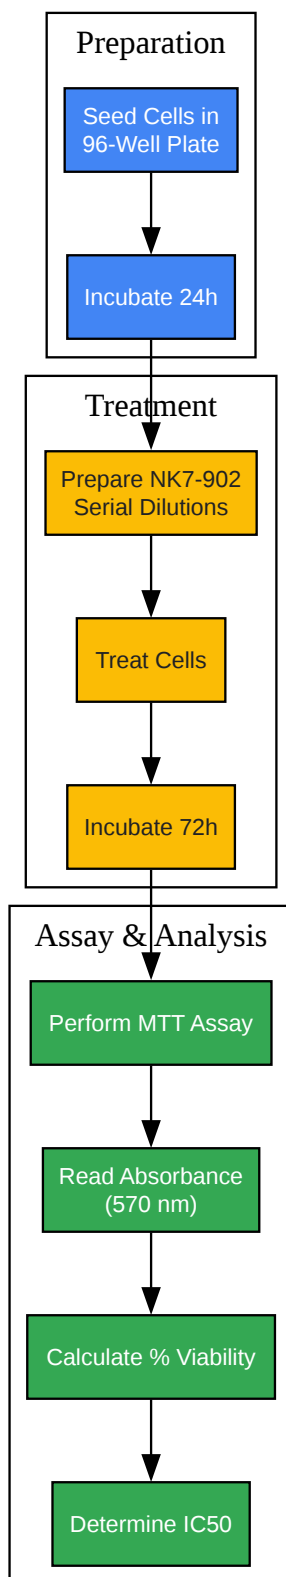 Preparation
Seed Cells in
96-Well Plate
Incubate 24h
Treatment
Prepare NK7-902
Serial Dilutions
Treat Cells
Incubate 72h
Assay & Analysis
Perform MTT Assay
Read Absorbance
(570 nm)
Calculate % Viability
Determine IC50